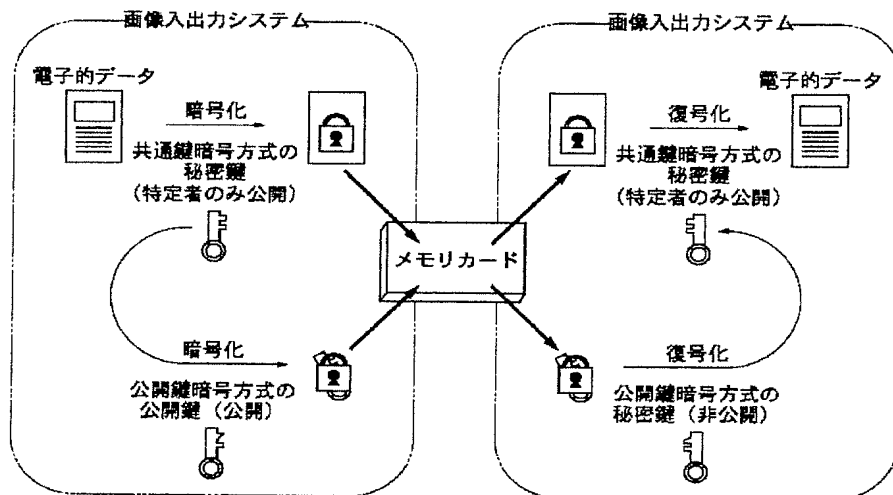 画像入出力システム
電子的データ
暗号化
共通鍵暗号方式の
秘密鍵
(特定者のみ公開)
暗号化
公開鍵暗号方式の
公開鍵(公開)
メモリカード
画像入出力システム
電子的データ
復号化
共通鍵暗号方式の
秘密鍵
(特定者のみ公開)
復号化
公開鍵暗号方式の
秘密鍵(非公開)